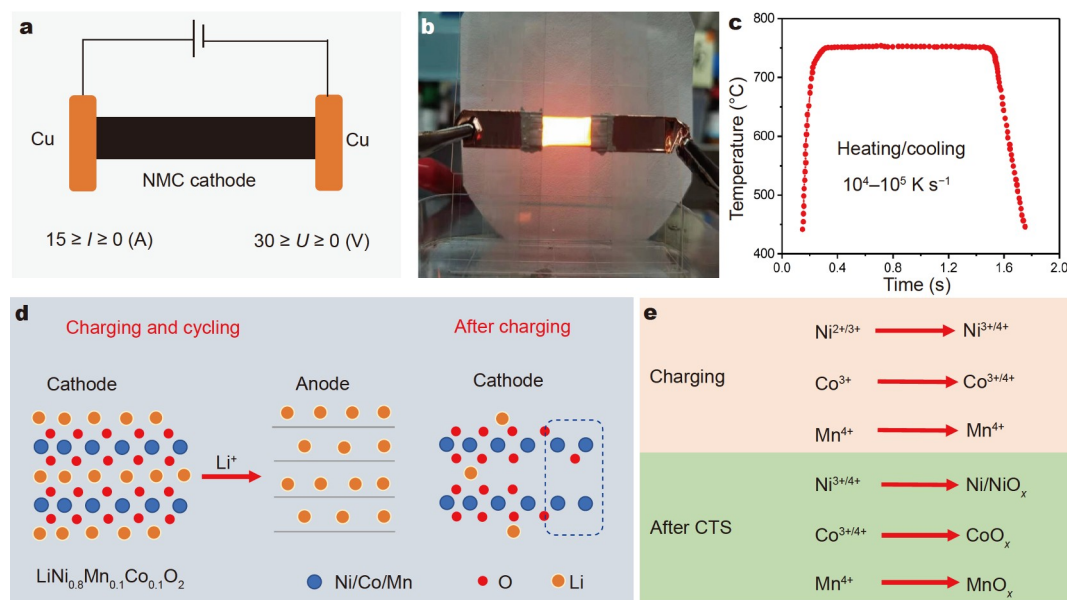 a
Cu
Cu
NMC cathode
15 ≥ I ≥ 0 (A)
30 ≥ U ≥ 0 (V)
b
c
Temperature (°C)
800
700
600
500
400
Heating/cooling
10⁴–10⁵ K s⁻¹
0.0 0.4 0.8 1.2 1.6 2.0
Time (s)
d
Charging and cycling
After charging
Cathode
Anode
Cathode
Li⁺
LiNi₀.₈Mn₀.₁Co₀.₁O₂
Ni/Co/Mn
O
Li
e
Charging
Ni²⁺/³⁺ Ni³⁺/⁴⁺
Co³⁺ Co³⁺/⁴⁺
Mn⁴⁺ Mn⁴⁺
After CTS
Ni³⁺/⁴⁺ Ni/NiOₓ
Co³⁺/⁴⁺ CoOₓ
Mn⁴⁺ MnOₓ